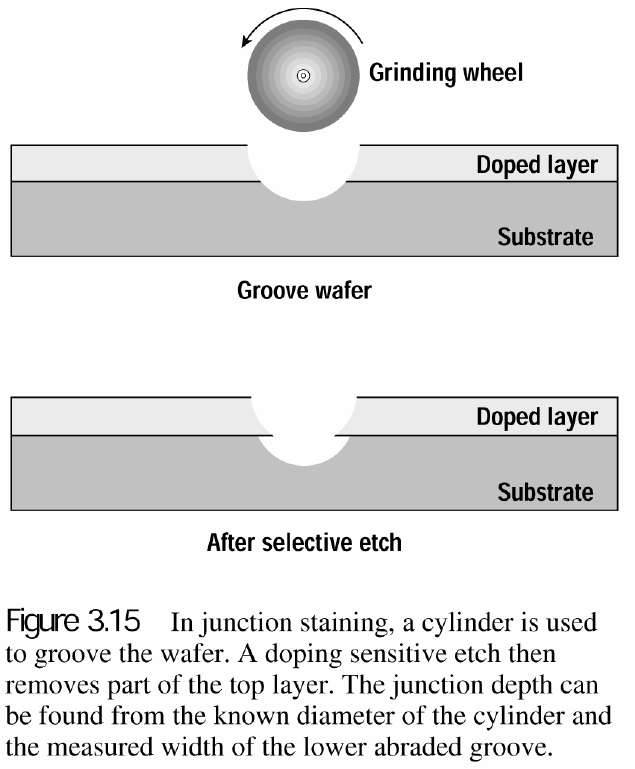 Grinding wheel
Doped layer
Substrate
Groove wafer
Doped layer
Substrate
After selective etch
Figure 3.15 In junction staining, a cylinder is used
to groove the wafer. A doping sensitive etch then
removes part of the top layer. The junction depth can
be found from the known diameter of the cylinder and
the measured width of the lower abraded groove.